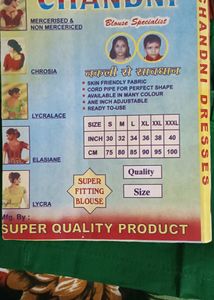 CHANDNI
MERCERISED &
NON MERCERICED
Blouse Specialist
CHROSIA
नकली से सावधान
• SKIN FRIENDLY FABRIC
• CORD PIPE FOR PERFECT SHAPE
• AVAILABLE IN MANY COLOUR
• ANE INCH ADJUSTABLE
• READY-TO-USE
LYCRALACE
SIZE S M L XL XXL XXXL
INCH 30 32 34 36 38 40
CM 75 80 85 90 95 100
ELASIANE
SUPER
FITTING
BLOUSE
Quality
Size
LYCRA
Mfg. By :
SUPER QUALITY PRODUCT
CHANDNI DRESSES